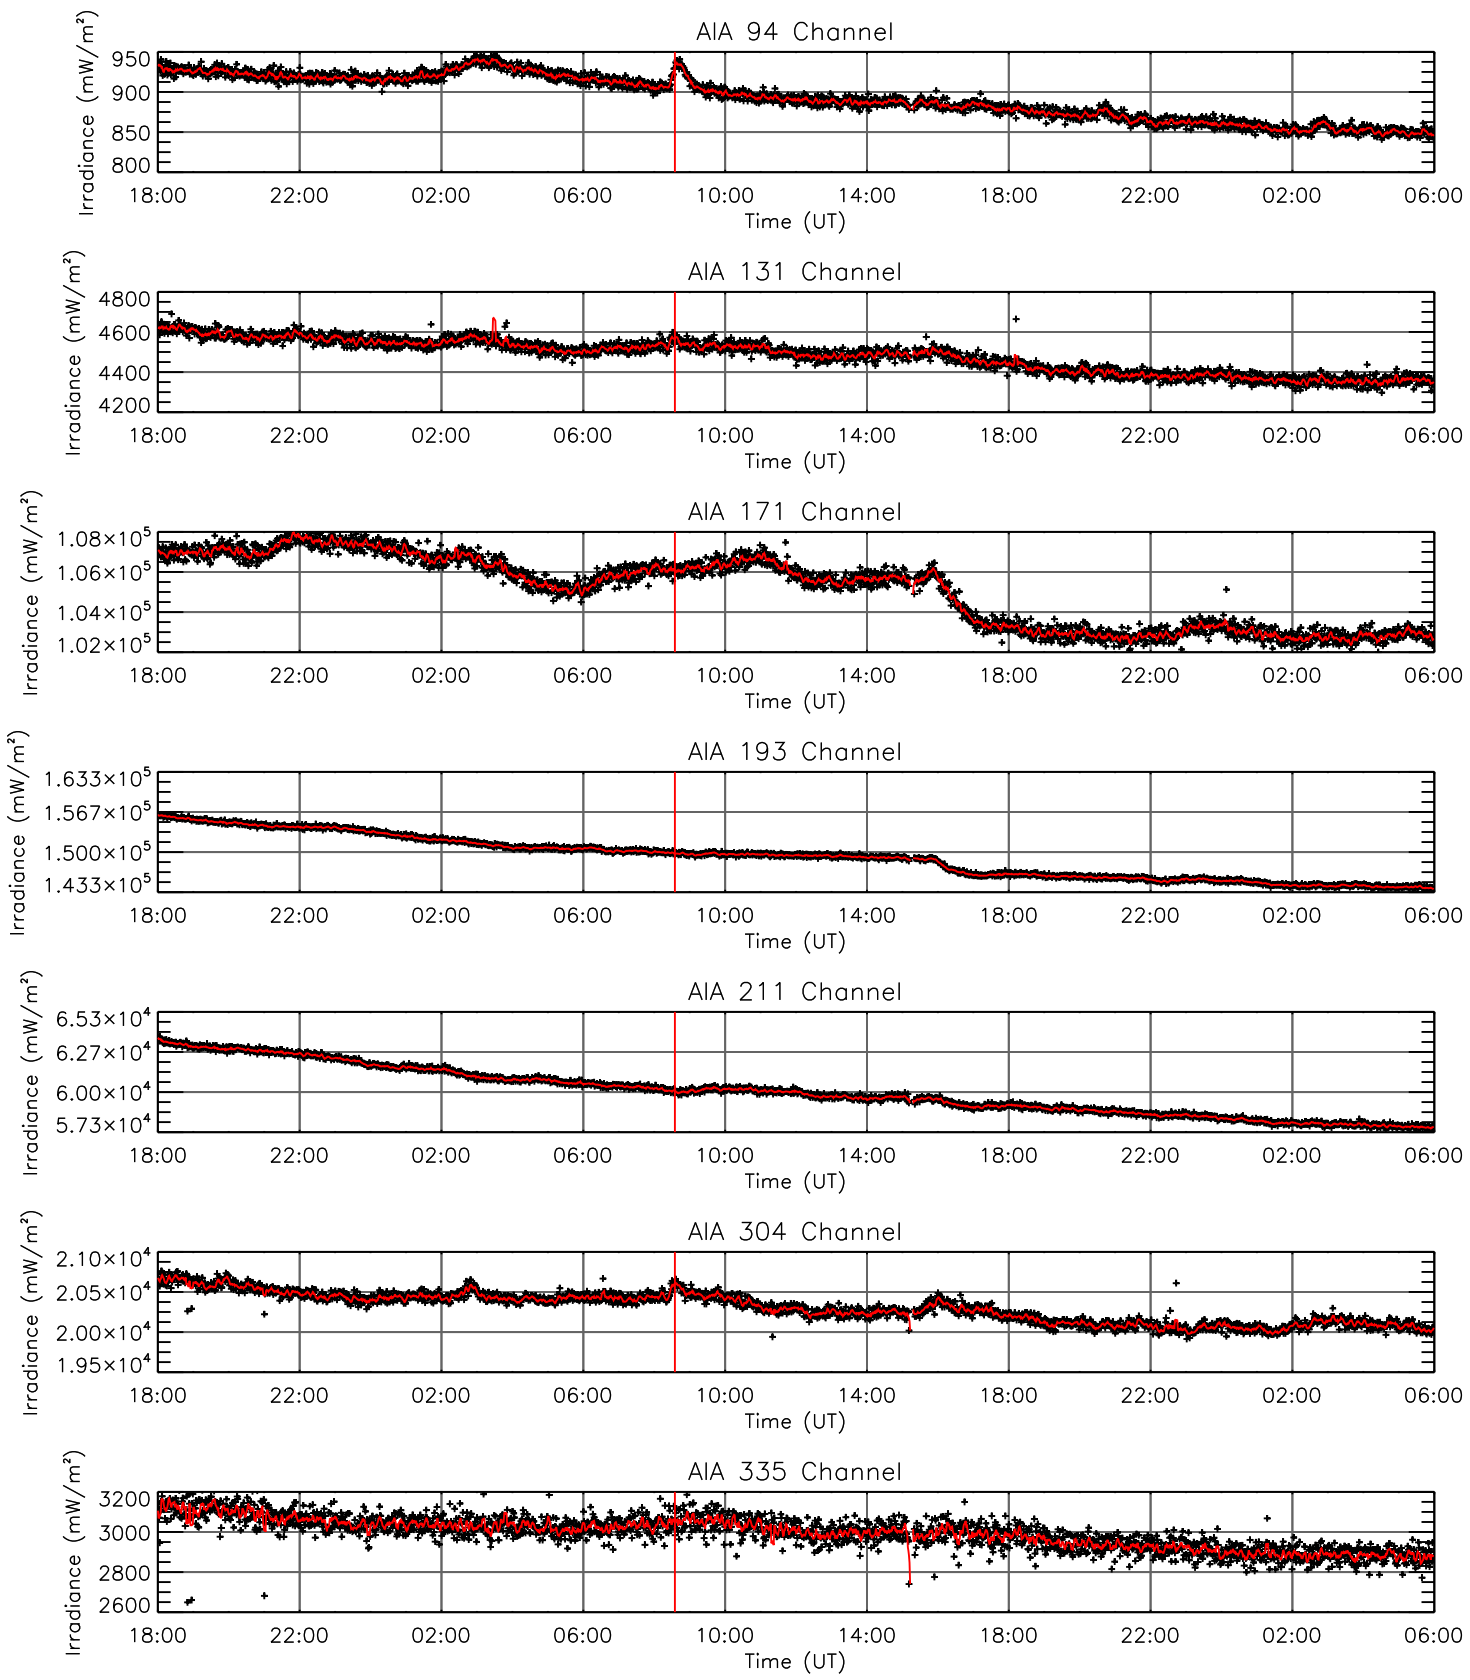 AIA 94 Channel
Irradiance (mW/m²)
950
900
850
800
18:00 22:00 02:00 06:00 10:00 14:00 18:00 22:00 02:00 06:00
Time (UT)
AIA 131 Channel
Irradiance (mW/m²)
4800
4600
4400
4200
18:00 22:00 02:00 06:00 10:00 14:00 18:00 22:00 02:00 06:00
Time (UT)
AIA 171 Channel
Irradiance (mW/m²)
1.08×10⁵
1.06×10⁵
1.04×10⁵
1.02×10⁵
18:00 22:00 02:00 06:00 10:00 14:00 18:00 22:00 02:00 06:00
Time (UT)
AIA 193 Channel
Irradiance (mW/m²)
1.633×10⁵
1.567×10⁵
1.500×10⁵
1.433×10⁵
18:00 22:00 02:00 06:00 10:00 14:00 18:00 22:00 02:00 06:00
Time (UT)
AIA 211 Channel
Irradiance (mW/m²)
6.53×10⁴
6.27×10⁴
6.00×10⁴
5.73×10⁴
18:00 22:00 02:00 06:00 10:00 14:00 18:00 22:00 02:00 06:00
Time (UT)
AIA 304 Channel
Irradiance (mW/m²)
2.10×10⁴
2.05×10⁴
2.00×10⁴
1.95×10⁴
18:00 22:00 02:00 06:00 10:00 14:00 18:00 22:00 02:00 06:00
Time (UT)
AIA 335 Channel
Irradiance (mW/m²)
3200
3000
2800
2600
18:00 22:00 02:00 06:00 10:00 14:00 18:00 22:00 02:00 06:00
Time (UT)